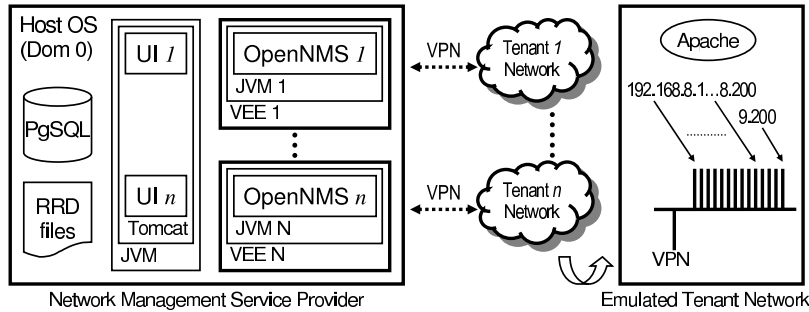 Host OS
(Dom 0)
PgSQL
RRD
files
UI 1
UI n
Tomcat
JVM
OpenNMS 1
JVM 1
VEE 1
OpenNMS n
JVM N
VEE N
Network Management Service Provider
VPN
Tenant 1
Network
VPN
Tenant n
Network
Apache
192.168.8.1...8.200
9.200
VPN
Emulated Tenant Network